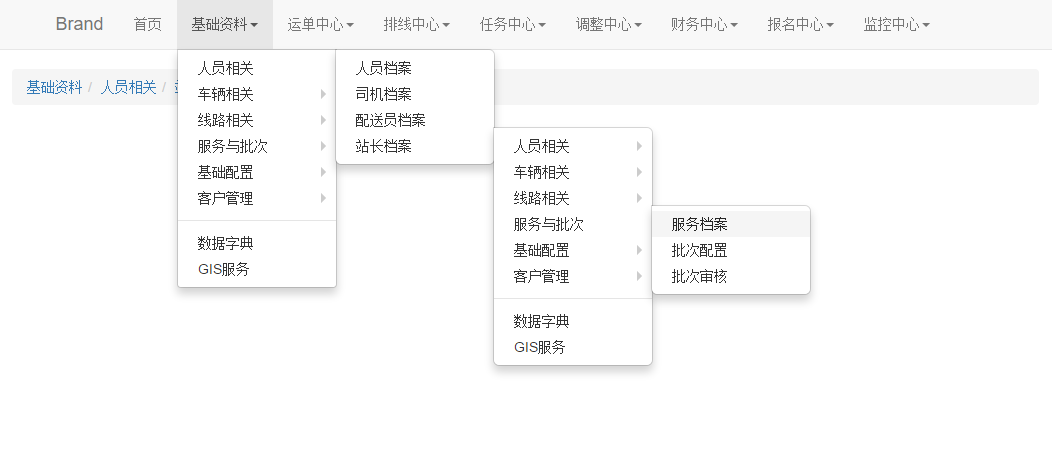 Brand 首页 基础资料 运单中心 排线中心 任务中心 调整中心 财务中心 报名中心 监控中心
基础资料 / 人员相关 /
人员相关
车辆相关
线路相关
服务与批次
基础配置
客户管理
数据字典
GIS服务
人员档案
司机档案
配送员档案
站长档案
人员相关
车辆相关
线路相关
服务与批次
基础配置
客户管理
数据字典
GIS服务
服务档案
批次配置
批次审核